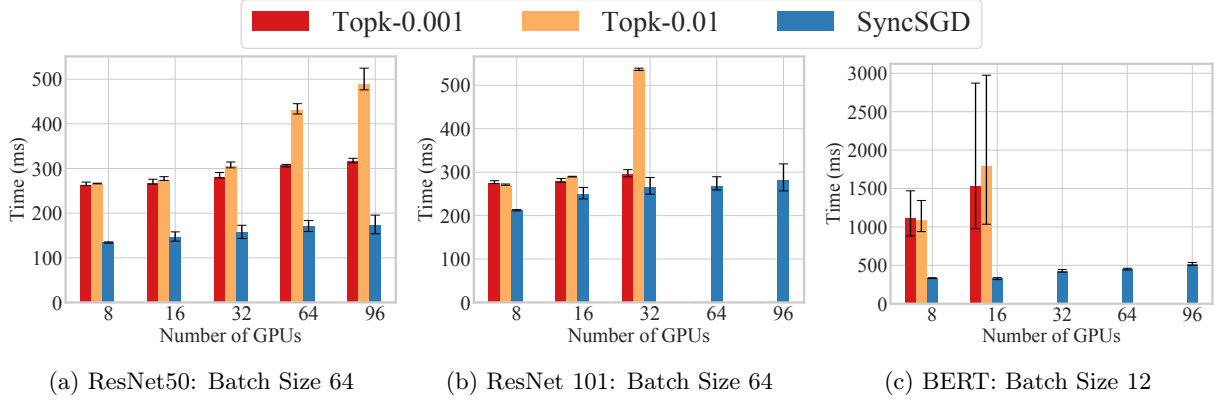 Topk-0.001 Topk-0.01 SyncSGD
500
400
300
200
100
0
Time (ms)
8 16 32 64 96
Number of GPUs
(a) ResNet50: Batch Size 64
500
400
300
200
100
0
Time (ms)
8 16 32 64 96
Number of GPUs
(b) ResNet 101: Batch Size 64
3000
2500
2000
1500
1000
500
0
Time (ms)
8 16 32 64 96
Number of GPUs
(c) BERT: Batch Size 12